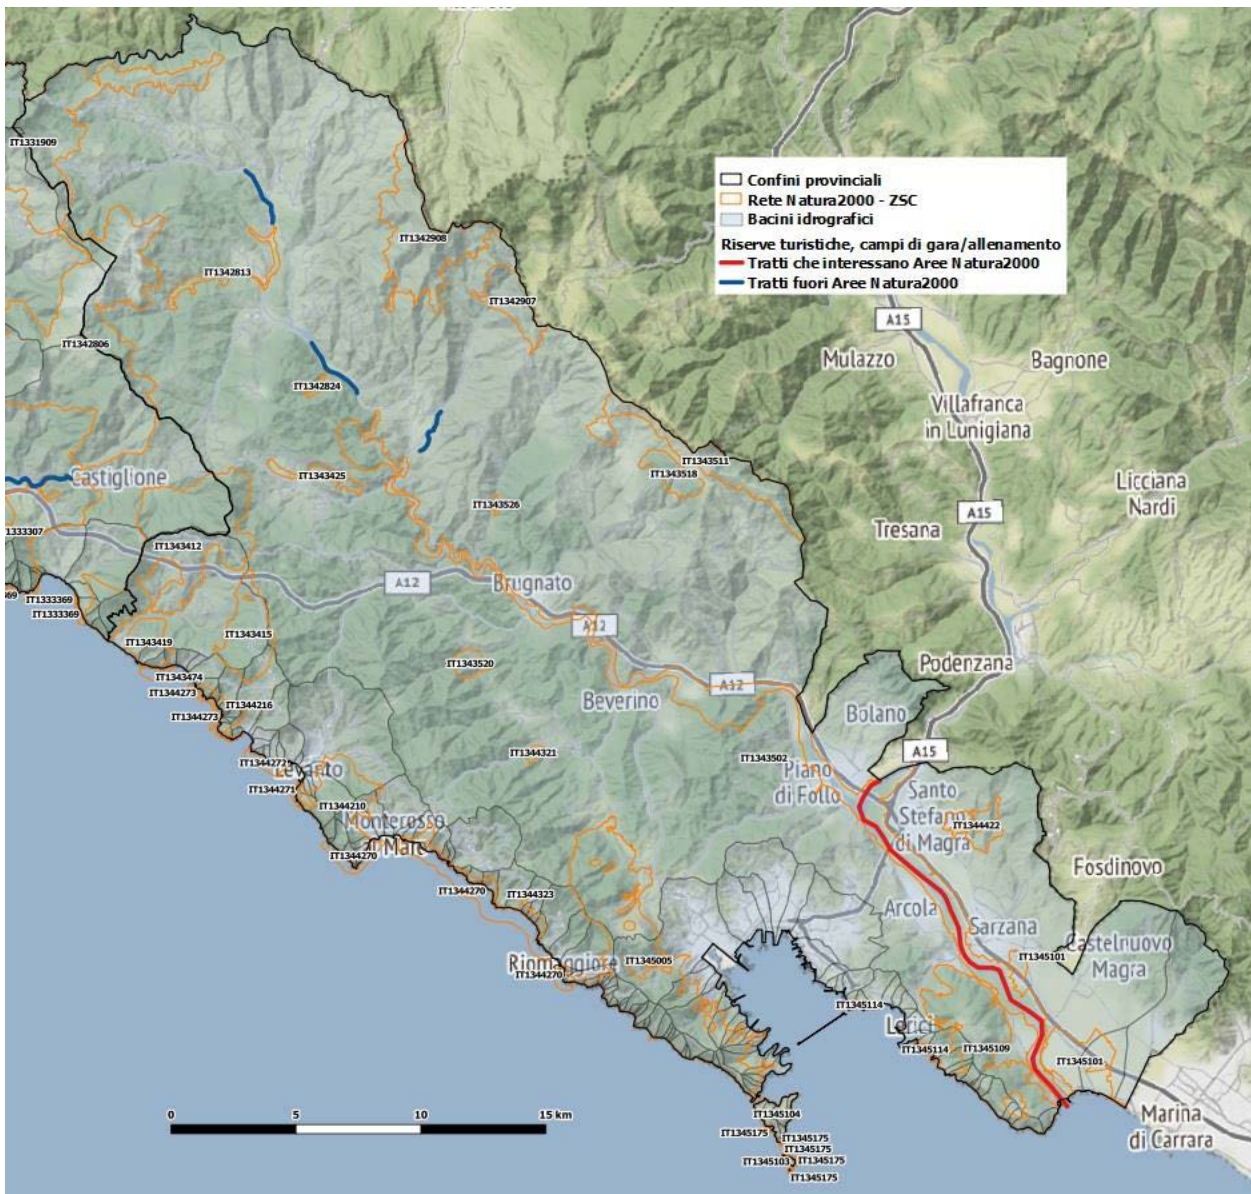 IT1331909
Confini provinciali
Rete Natura2000 - ZSC
Bacini idrografici
Riserve turistiche, campi di gara/allenamento
Tratti che interessano Aree Natura2000
Tratti fuori Aree Natura2000
IT1342908
IT1342813
IT1342907
A15
IT1342806
Mulazzo
Bagnone
IT1342824
Villafranca
in Lunigiana
IT1343511
Castiglione
IT1343425
IT1343518
Licciana
Nardi
IT1343526
A15
T1333307
Tresana
IT1343412
A12
Brugnato
369
IT1333369
IT1333369
A12
IT1343419
IT1343415
IT1343520
Podenzana
IT1343474
A12
IT1344273
Beverino
IT1344216
Bolano
IT1344273
IT1344321
IT1343502
A15
IT1344272
Levanto
Piano
di Follo
IT1344271
Santo
Stefano
di Magra
IT1344210
IT1344422
Monterosso
al Mare
IT1344270
Fosdinovo
IT1344270
IT1344323
Arcola
Sarzana
Castelnuovo
Magra
IT1345101
Riomaggiore
IT1345005
IT1344270
IT1345114
Lerici
IT1345114
IT1345109
IT1345101
0 5 10 15 km
IT1345104
Marina
di Carrara
IT1345175
IT1345175
IT1345175
IT1345103
IT1345175
IT1345175